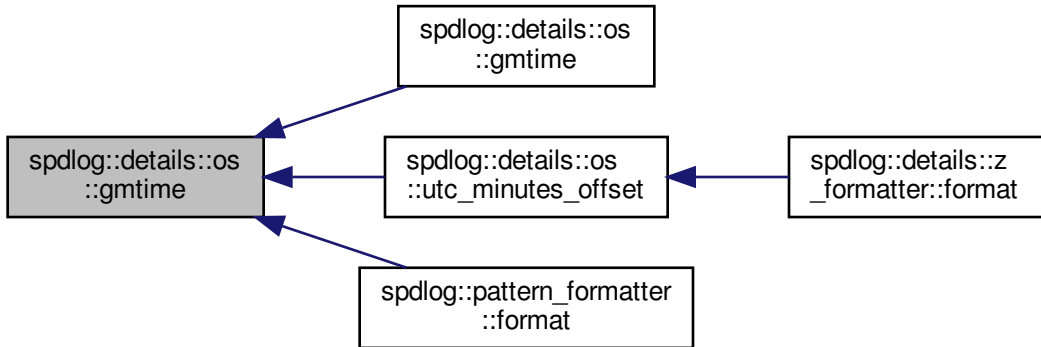 spdlog::details::os
::gmtime
spdlog::details::os
::gmtime
spdlog::details::os
::utc_minutes_offset
spdlog::details::z
_formatter::format
spdlog::pattern_formatter
::format